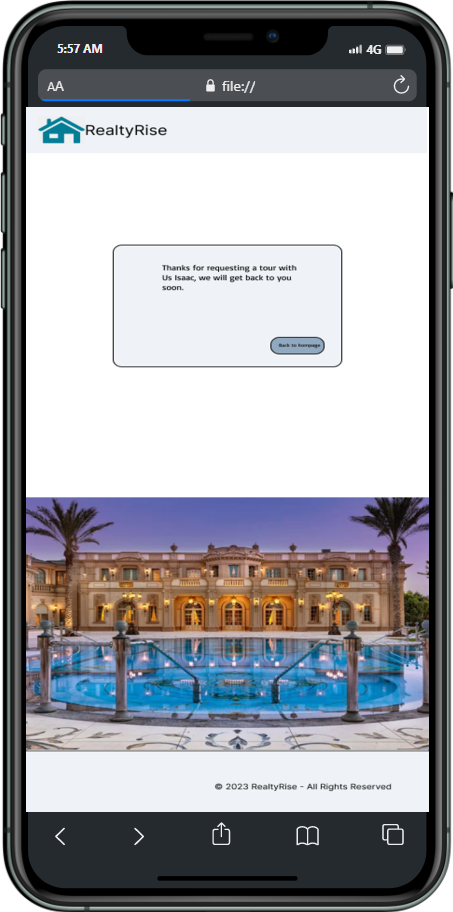 5:57 AM
4G
AA
file://
RealtyRise
Thanks for requesting a tour with
Us Isaac, we will get back to you
soon.
Back to hompage
© 2023 RealtyRise - All Rights Reserved